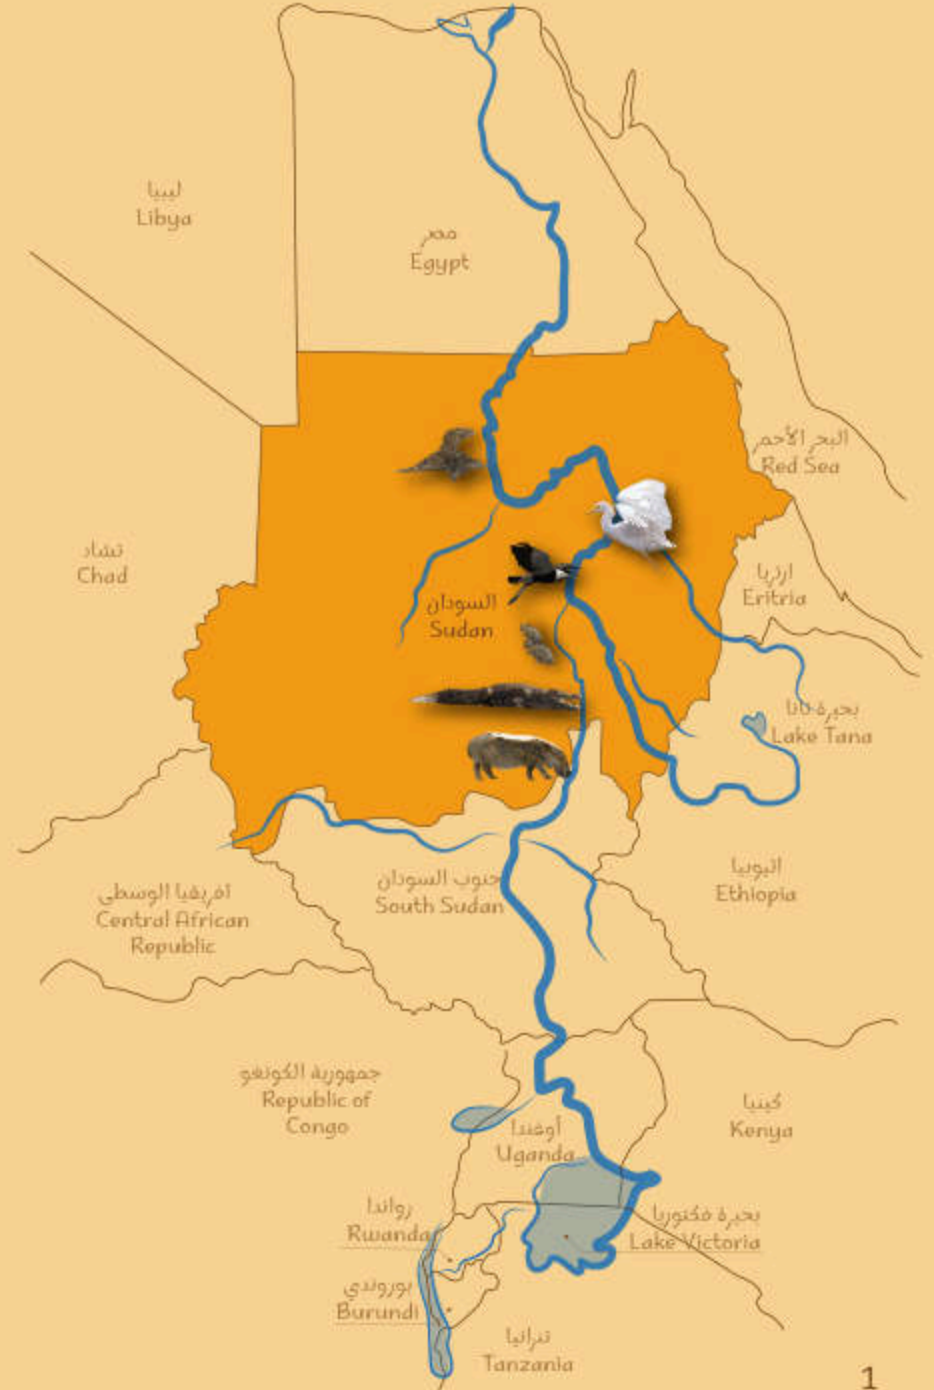 ليبيا
Libya
مصر
Egypt
البحر الأحمر
Red Sea
تشاد
Chad
ارتريا
Eritria
السودان
Sudan
بحيرة تانا
Lake Tana
اثيوبيا
Ethiopia
جنوب السودان
South Sudan
افريقيا الوسطى
Central African
Republic
جمهورية الكونغو
Republic of
Congo
كينيا
Kenya
أوغندا
Uganda
رواندا
Rwanda
بحيرة فكتوريا
Lake Victoria
بوروندي
Burundi
تنزانيا
Tanzania
1